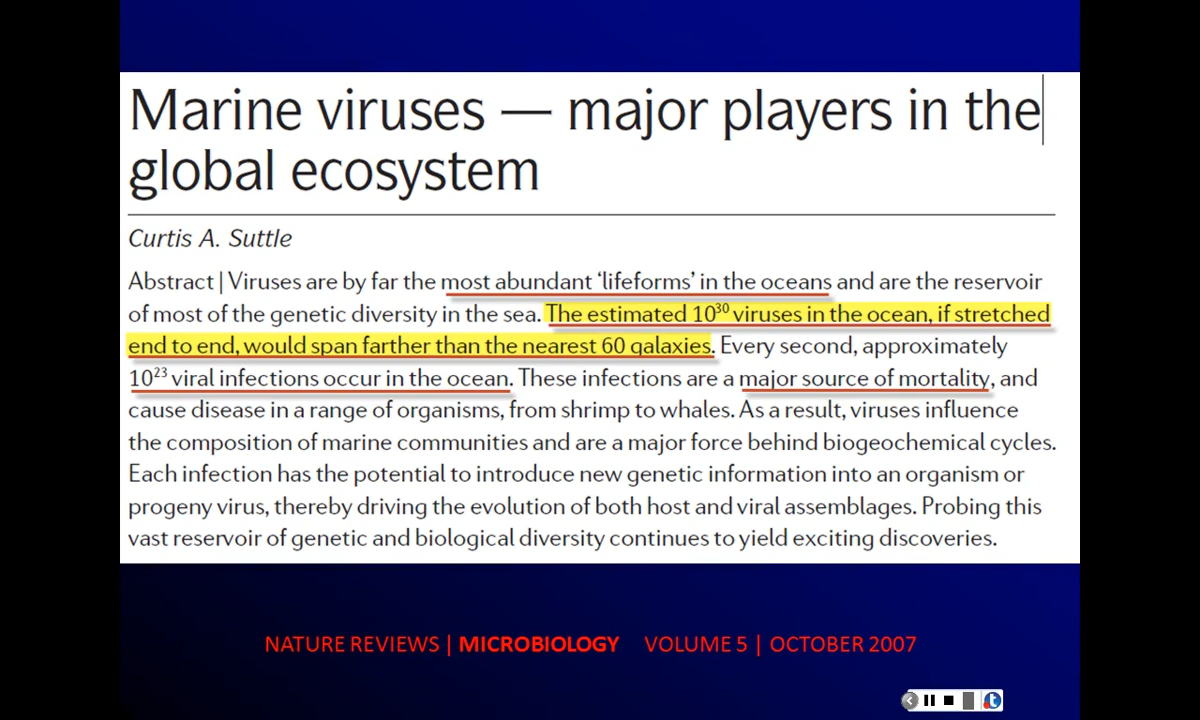 Marine viruses — major players in the
global ecosystem
Curtis A. Suttle
Abstract | Viruses are by far the most abundant ‘lifeforms’ in the oceans and are the reservoir
of most of the genetic diversity in the sea. The estimated 10³⁰ viruses in the ocean, if stretched
end to end, would span farther than the nearest 60 galaxies. Every second, approximately
10²³ viral infections occur in the ocean. These infections are a major source of mortality, and
cause disease in a range of organisms, from shrimp to whales. As a result, viruses influence
the composition of marine communities and are a major force behind biogeochemical cycles.
Each infection has the potential to introduce new genetic information into an organism or
progeny virus, thereby driving the evolution of both host and viral assemblages. Probing this
vast reservoir of genetic and biological diversity continues to yield exciting discoveries.
NATURE REVIEWS | MICROBIOLOGY VOLUME 5 | OCTOBER 2007
t